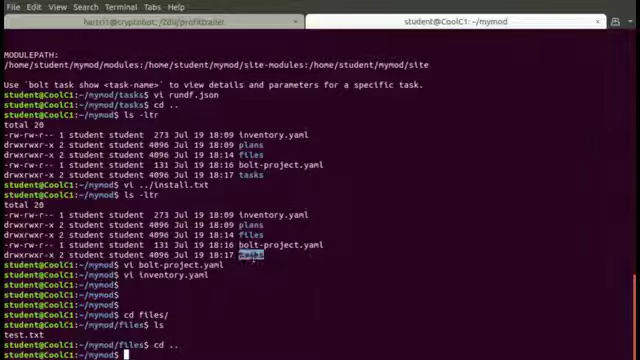 File Edit View Search Terminal Tabs Help
student@CoolC1: ~/mymod
MODULEPATH:
/home/student/mymod/modules:/home/student/mymod/site-modules:/home/student/mymod/site
Use `bolt task show <task-name>` to view details and parameters for a specific task.
student@CoolC1:~/mymod/tasks$ vi rundf.json
student@CoolC1:~/mymod/tasks$ cd ..
student@CoolC1:~/mymod$ ls -ltr
total 20
-rw-rw-r-- 1 student student 273 Jul 19 18:09 inventory.yaml
drwxrwxr-x 2 student student 4096 Jul 19 18:09 plans
drwxrwxr-x 2 student student 4096 Jul 19 18:14 files
-rw-rw-r-- 1 student student 131 Jul 19 18:16 bolt-project.yaml
drwxrwxr-x 2 student student 4096 Jul 19 18:17 tasks
student@CoolC1:~/mymod$ vi ../install.txt
student@CoolC1:~/mymod$ ls -ltr
total 20
-rw-rw-r-- 1 student student 273 Jul 19 18:09 inventory.yaml
drwxrwxr-x 2 student student 4096 Jul 19 18:09 plans
drwxrwxr-x 2 student student 4096 Jul 19 18:14 files
-rw-rw-r-- 1 student student 131 Jul 19 18:16 bolt-project.yaml
drwxrwxr-x 2 student student 4096 Jul 19 18:17 tasks
student@CoolC1:~/mymod$ vi bolt-project.yaml
student@CoolC1:~/mymod$ vi inventory.yaml
student@CoolC1:~/mymod$
student@CoolC1:~/mymod$
student@CoolC1:~/mymod$
student@CoolC1:~/mymod$ cd files/
student@CoolC1:~/mymod/files$ ls
test.txt
student@CoolC1:~/mymod/files$ cd ..
student@CoolC1:~/mymod$